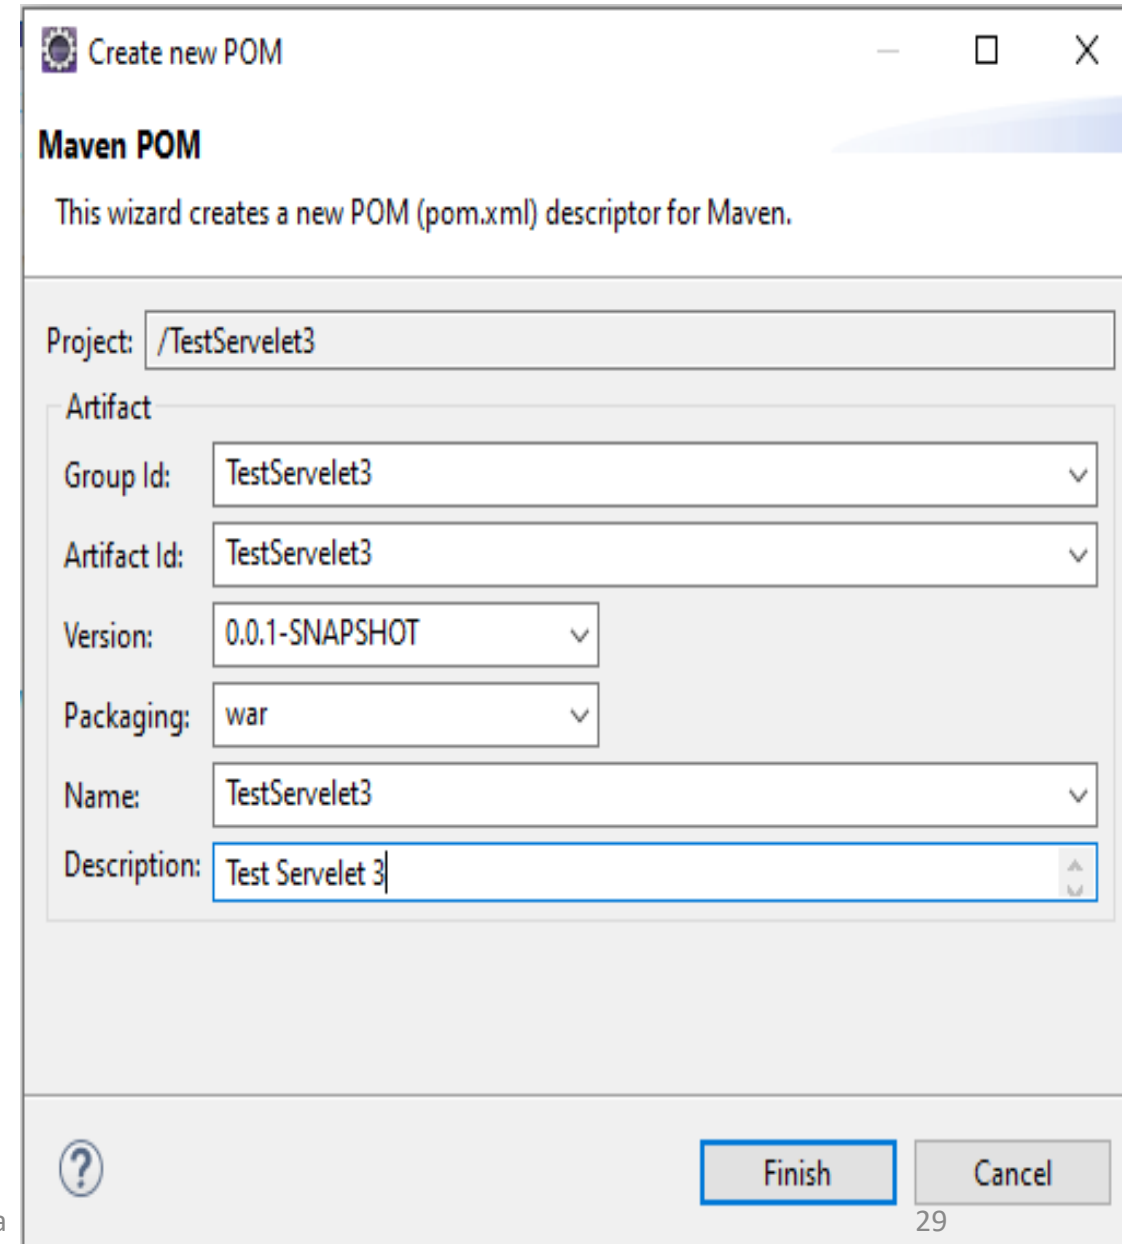 Create new POM
Maven POM
This wizard creates a new POM (pom.xml) descriptor for Maven.
Project: /TestServelet3
Artifact
Group Id: TestServelet3
Artifact Id: TestServelet3
Version: 0.0.1-SNAPSHOT
Packaging: war
Name: TestServelet3
Description: Test Servelet 3
Finish Cancel
a 29